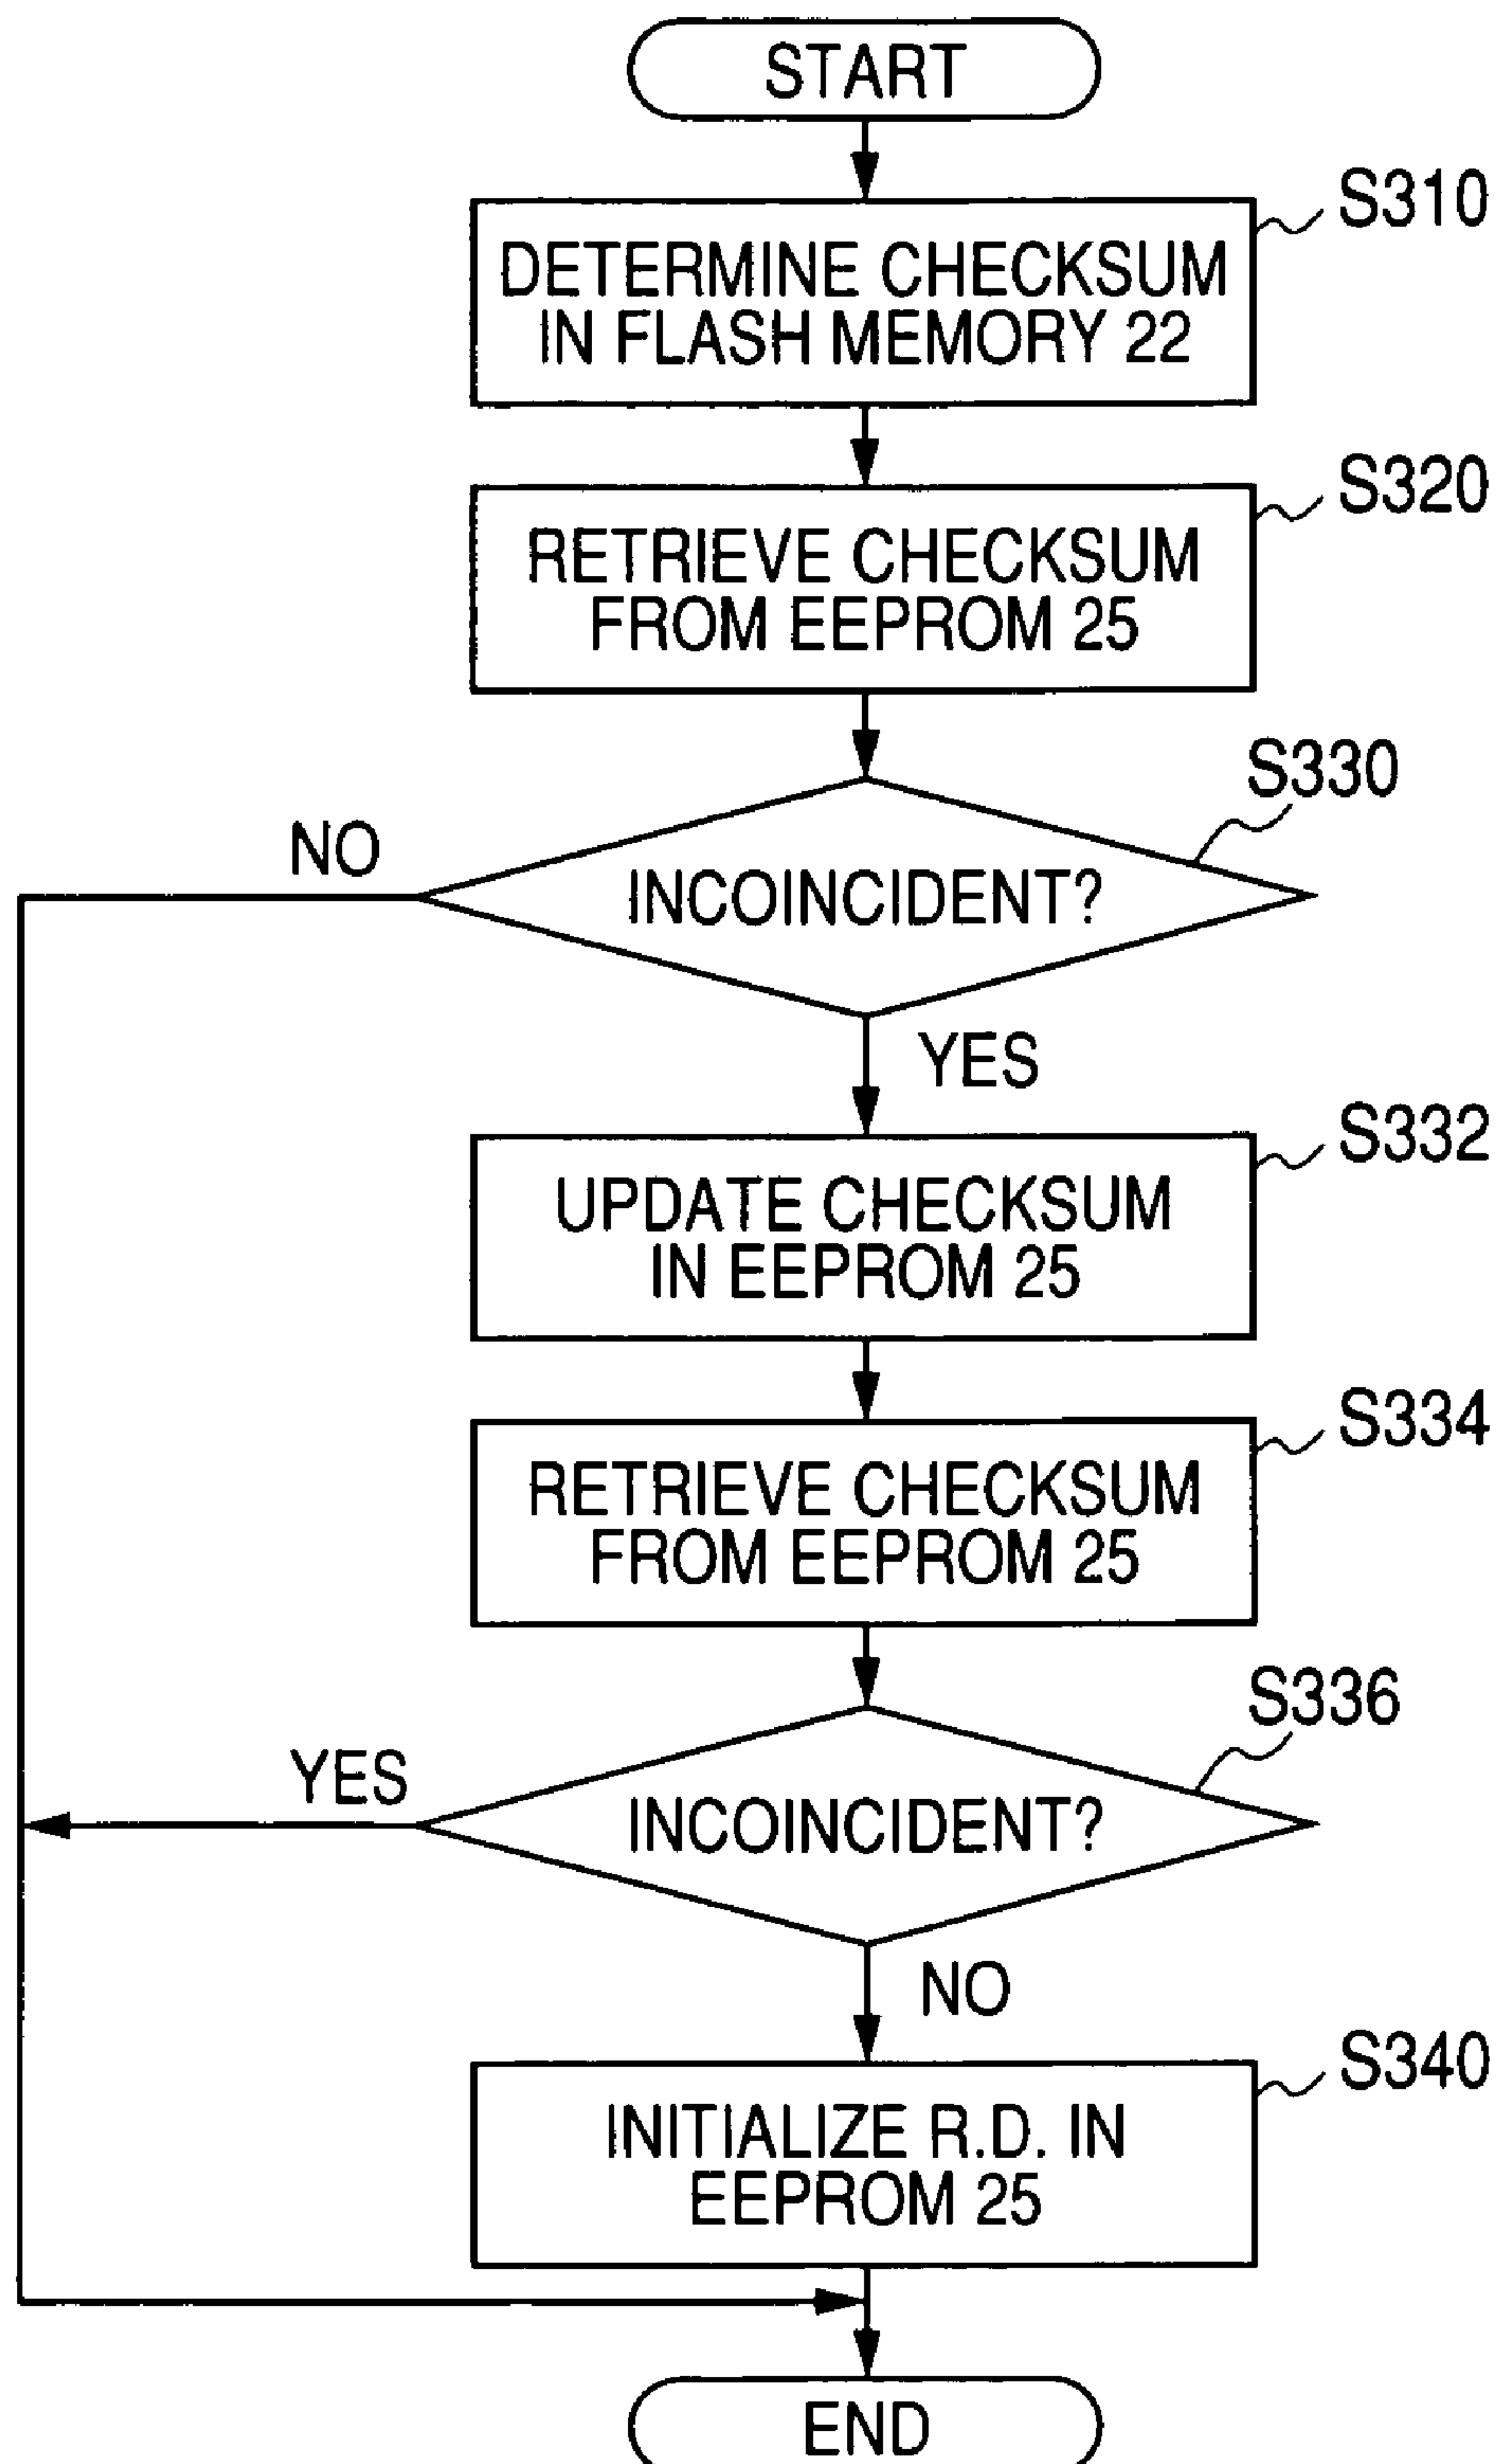 START
S310
DETERMINE CHECKSUM
IN FLASH MEMORY 22
S320
RETRIEVE CHECKSUM
FROM EEPROM 25
S330
NO
INCOINCIDENT?
YES
S332
UPDATE CHECKSUM
IN EEPROM 25
S334
RETRIEVE CHECKSUM
FROM EEPROM 25
S336
YES
INCOINCIDENT?
NO
S340
INITIALIZE R.D. IN
EEPROM 25
END